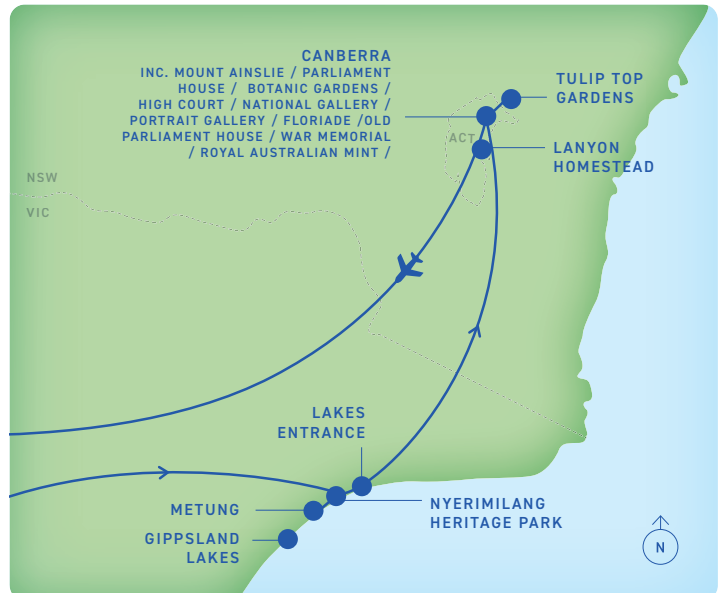 CANBERRA
INC. MOUNT AINSLIE / PARLIAMENT
HOUSE / BOTANIC GARDENS /
HIGH COURT / NATIONAL GALLERY /
PORTRAIT GALLERY / FLORIADE /OLD
PARLIAMENT HOUSE / WAR MEMORIAL
/ ROYAL AUSTRALIAN MINT /
TULIP TOP
GARDENS
ACT
LANYON
HOMESTEAD
NSW
VIC
LAKES
ENTRANCE
METUNG
NYERIMILANG
HERITAGE PARK
GIPPSLAND
LAKES
N